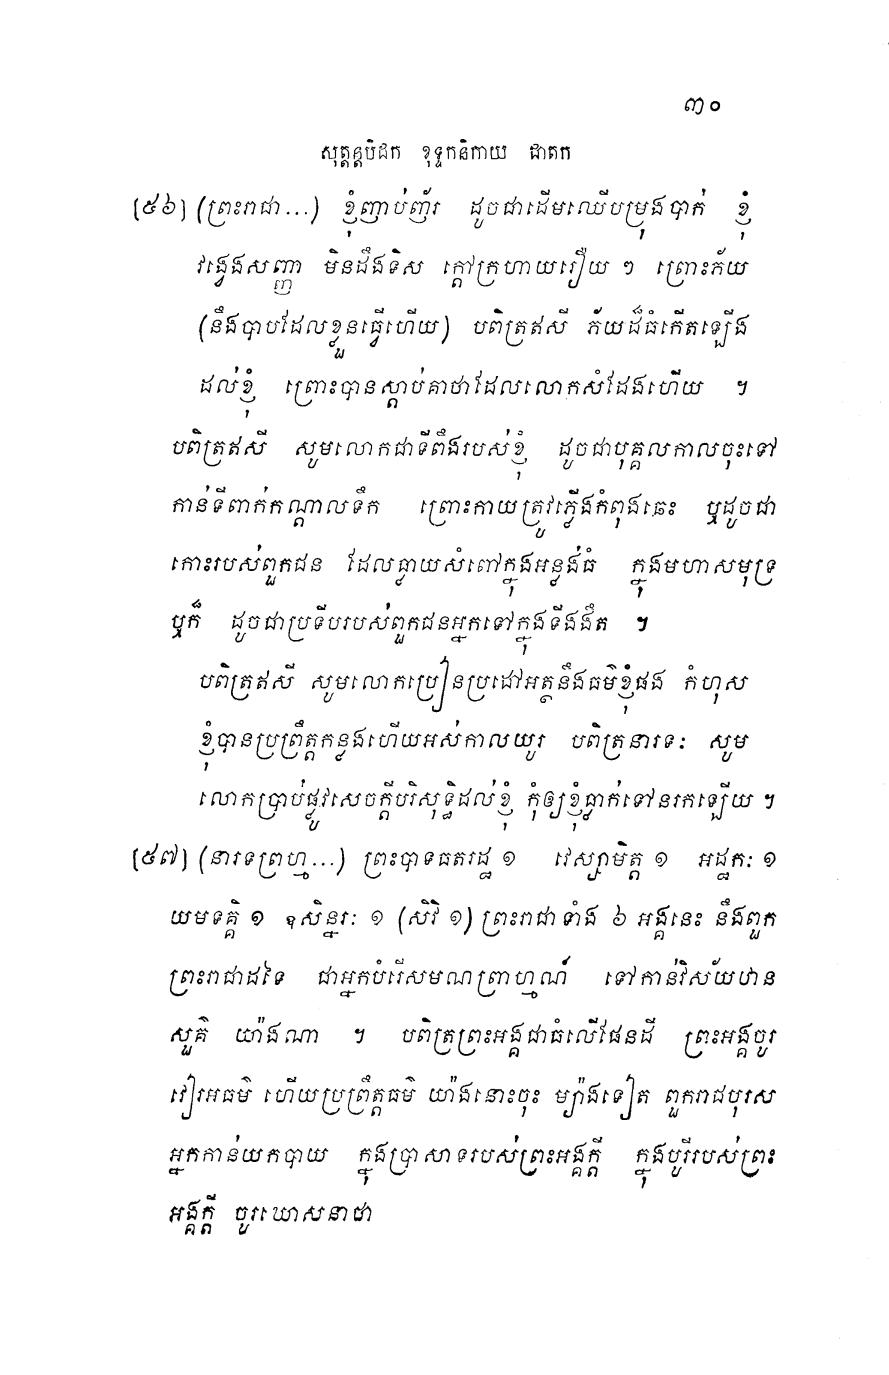 ៣០
សុត្តន្តបិដក ខុទ្ទកនិកាយ ជាតក
[៥៦] (ព្រះរាជា...) ខ្ញុំញាប់ញ័រ ដូចជាដើមឈើបម្រុងបាក់ ខ្ញុំ
វង្វេងសញ្ញា មិនដឹងទិស ក្តៅក្រហាយរឿយ ៗ ព្រោះភ័យ
(នឹងបាបដែលខ្លួនធ្វើហើយ) បពិត្រឥសី ភ័យដ៏ធំកើតឡើង
ដល់ខ្ញុំ ព្រោះបានស្តាប់គាថាដែលលោកសំដែងហើយ ។
បពិត្រឥសី សូមលោកជាទីពឹងរបស់ខ្ញុំ ដូចជាបុគ្គលកាលចុះទៅ
កាន់ទីពាក់កណ្តាលទឹក ព្រោះកាយត្រូវភ្លើងកំពុងឆេះ ឬដូចជា
កោះរបស់ពួកជន ដែលធ្លាយសំពៅក្នុងអន្លង់ធំ ក្នុងមហាសមុទ្រ
ឬក៏ ដូចជាប្រទីបរបស់ពួកជនអ្នកទៅក្នុងទីងងឹត ។
បពិត្រឥសី សូមលោកប្រៀនប្រដៅអត្ថនឹងធម៌ខ្ញុំផង កំហុស
ខ្ញុំបានប្រព្រឹត្តកន្លងហើយអស់កាលយូរ បពិត្រនារទៈ សូម
លោកប្រាប់ផ្លូវសេចក្តីបរិសុទ្ធិដល់ខ្ញុំ កុំឲ្យខ្ញុំធ្លាក់ទៅនរកឡើយ ។
[៥៧] (នារទព្រហ្ម...) ព្រះបាទធតរដ្ឋ ១ វេស្សាមិត្ត ១ អដ្ឋកៈ ១
យមទគ្គិ ១ ឧសិន្នរៈ ១ (សិវិ ១) ព្រះរាជាទាំង ៦ អង្គនេះ នឹងពួក
ព្រះរាជាដទៃ ជាអ្នកបំរើសមណព្រាហ្មណ៍ ទៅកាន់វិស័យឋាន
សួគ៌ យ៉ាងណា ។ បពិត្រព្រះអង្គជាធំលើផែនដី ព្រះអង្គចូរ
វៀរអធម៌ ហើយប្រព្រឹត្តធម៌ យ៉ាងនោះចុះ ម្យ៉ាងទៀត ពួករាជបុរស
អ្នកកាន់យកបាយ ក្នុងប្រាសាទរបស់ព្រះអង្គក្តី ក្នុងបូរីរបស់ព្រះ
អង្គក្តី ចូរឃោសនាថា